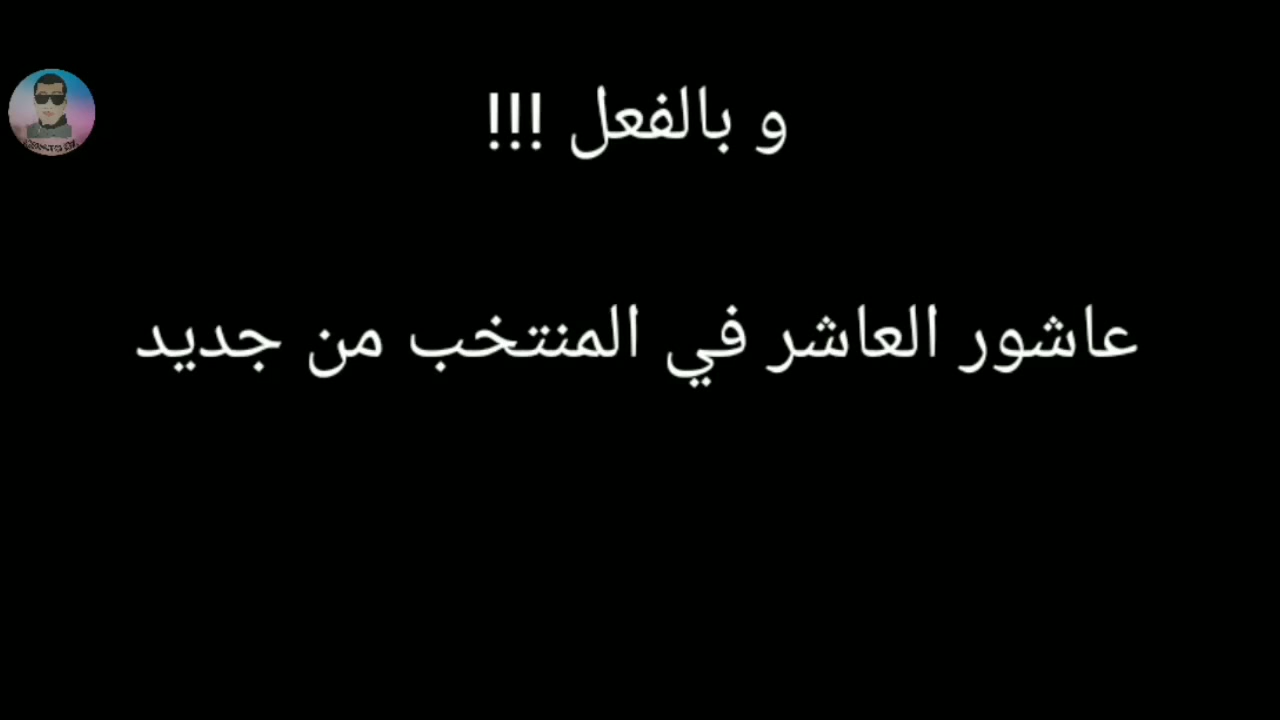 و بالفعل !!!
عاشور العاشر في المنتخب من جديد